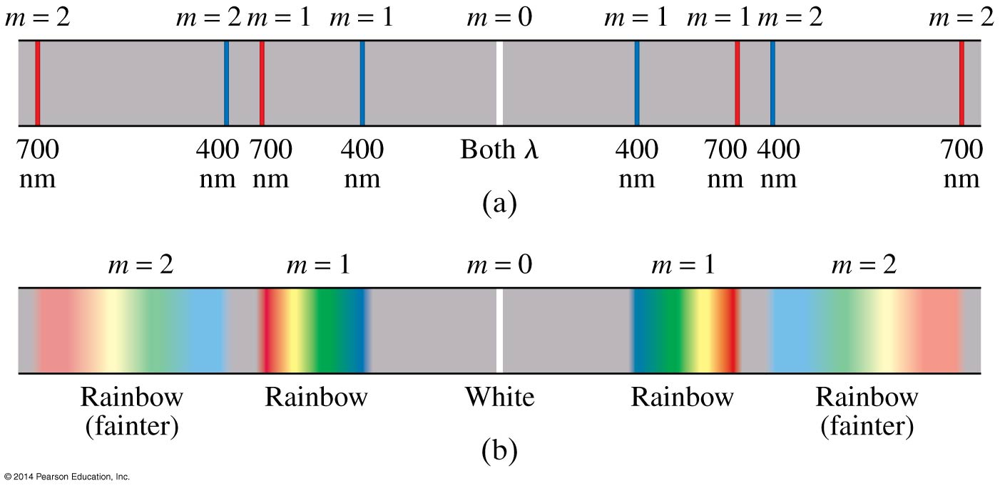 m = 2 m = 2 m = 1 m = 1 m = 0 m = 1 m = 1 m = 2 m = 2
700 400 700 400 Both λ 400 700 400 700
nm nm nm nm nm nm nm nm
(a)
m = 2 m = 1 m = 0 m = 1 m = 2
Rainbow Rainbow White Rainbow Rainbow
(fainter) (fainter)
(b)
© 2014 Pearson Education, Inc.